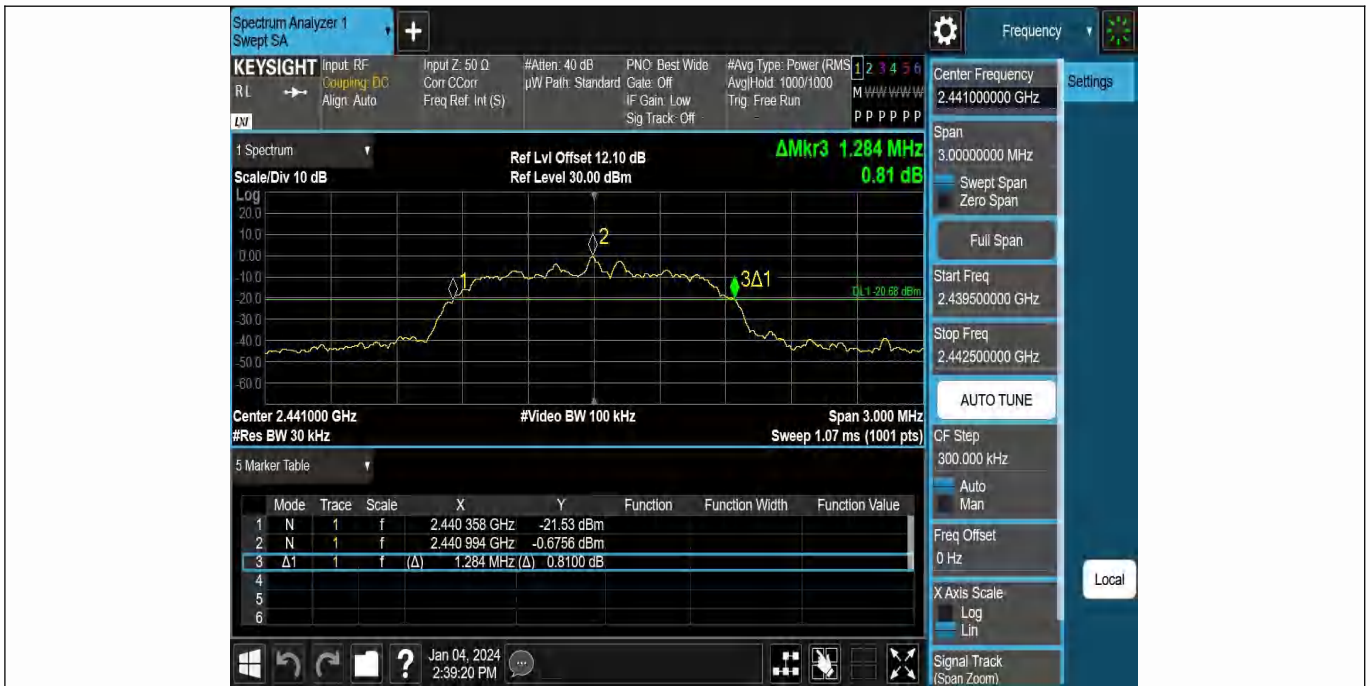 Spectrum Analyzer 1
Swept SA
+
Frequency
KEYSIGHT
RL
LXI
Input: RF
Coupling: DC
Align: Auto
Input Z: 50 Ω
Corr CCorr
Freq Ref: Int (S)
#Atten: 40 dB
µW Path: Standard
PNO: Best Wide
Gate: Off
IF Gain: Low
Sig Track: Off
#Avg Type: Power (RMS
Avg|Hold: 1000/1000
Trig: Free Run
1 2 3 4 5 6
M W W W W W
P P P P P P
1 Spectrum
Scale/Div 10 dB
Ref Lvl Offset 12.10 dB
Ref Level 30.00 dBm
ΔMkr3 1.284 MHz
0.81 dB
Log
20.0
10.0
0.00
-10.0
-20.0
-30.0
-40.0
-50.0
-60.0
1
2
3Δ1
DL1 -20.68 dBm
Center 2.441000 GHz
#Video BW 100 kHz
Span 3.000 MHz
#Res BW 30 kHz
Sweep 1.07 ms (1001 pts)
5 Marker Table
Mode Trace Scale X Y Function Function Width Function Value
1 N 1 f 2.440 358 GHz -21.53 dBm
2 N 1 f 2.440 994 GHz -0.6756 dBm
3 Δ1 1 f (Δ) 1.284 MHz (Δ) 0.8100 dB
4
5
6
Jan 04, 2024
2:39:20 PM
?
Center Frequency
2.441000000 GHz
Settings
Span
3.00000000 MHz
Swept Span
Zero Span
Full Span
Start Freq
2.439500000 GHz
Stop Freq
2.442500000 GHz
AUTO TUNE
CF Step
300.000 kHz
Auto
Man
Freq Offset
0 Hz
X Axis Scale
Log
Lin
Local
Signal Track
(Span Zoom)